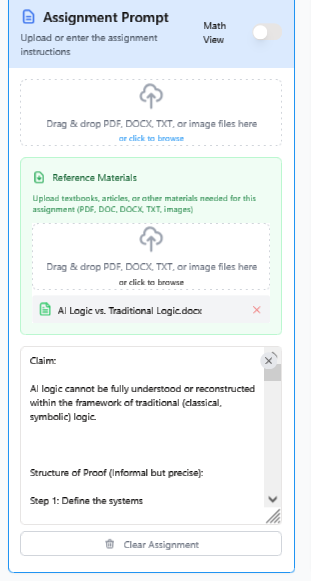 Assignment Prompt
Math
View
Upload or enter the assignment
instructions
Drag & drop PDF, DOCX, TXT, or image files here
or click to browse
Reference Materials
Upload textbooks, articles, or other materials needed for this
assignment (PDF, DOC, DOCX, TXT, images)
Drag & drop PDF, DOCX, TXT, or image files here
or click to browse
AI Logic vs. Traditional Logic.docx
Claim:
AI logic cannot be fully understood or reconstructed
within the framework of traditional (classical,
symbolic) logic.
Structure of Proof (Informal but precise):
Step 1: Define the systems
Clear Assignment